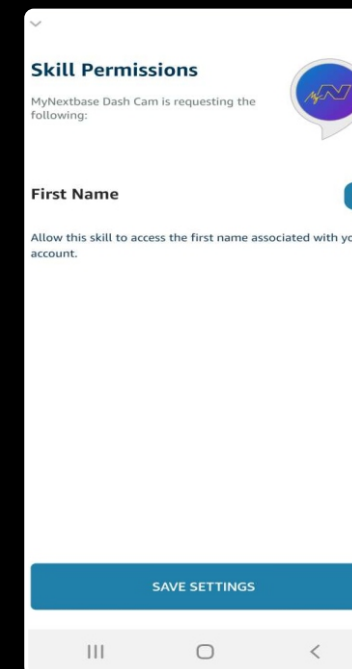 Skill Permissions
MyNextbase Dash Cam is requesting the
following:
My
First Name
Allow this skill to access the first name associated with yo
account.
SAVE SETTINGS